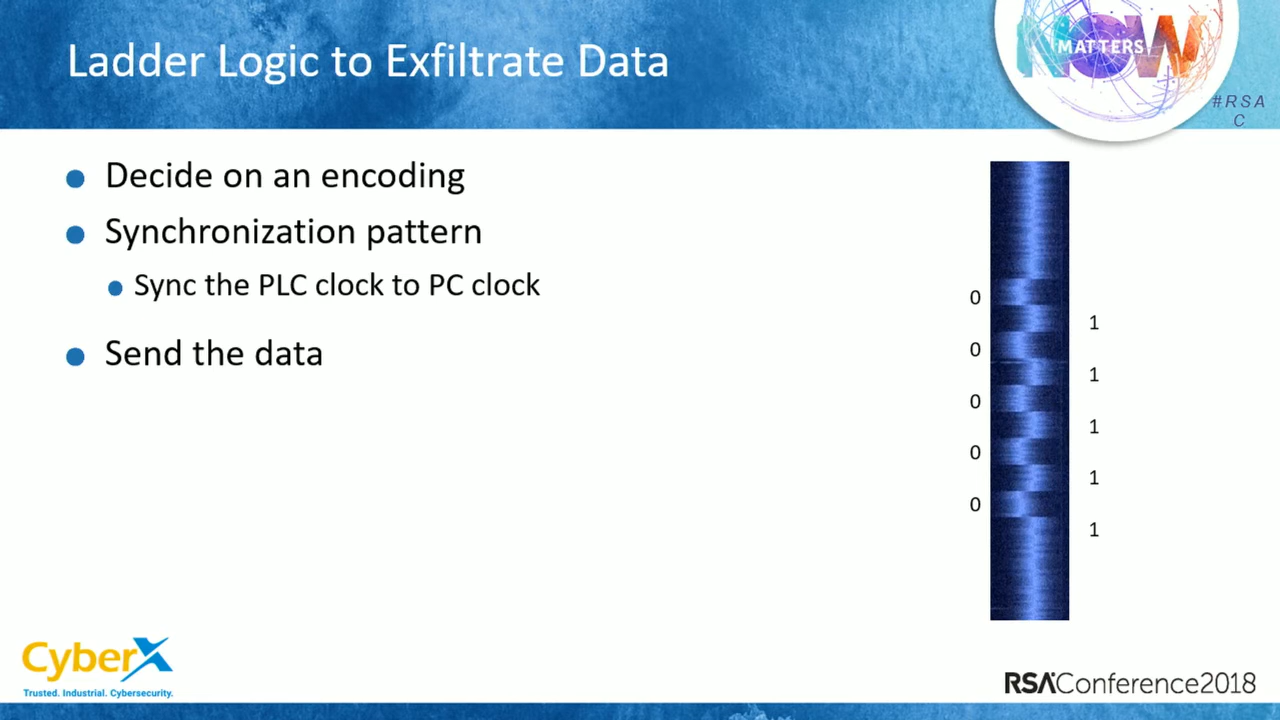 Ladder Logic to Exfiltrate Data
NOW
MATTERS
#RSA
C
Decide on an encoding
Synchronization pattern
Sync the PLC clock to PC clock
Send the data
0
1
0
1
0
1
0
1
0
1
CyberX
Trusted. Industrial. Cybersecurity.
RSAConference2018